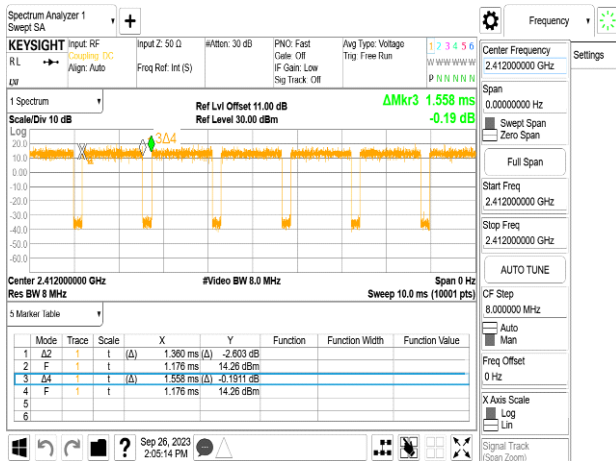 Spectrum Analyzer 1
Swept SA
Frequency
KEYSIGHT
RL
Input: RF
Coupling: DC
Align: Auto
Input Z: 50 Ω
Freq Ref: Int (S)
#Atten: 30 dB
PNO: Fast
Gate: Off
IF Gain: Low
Sig Track: Off
Avg Type: Voltage
Trig: Free Run
1 2 3 4 5 6
W W W W W W
P N N N N N
1 Spectrum
Scale/Div 10 dB
Ref Lvl Offset 11.00 dB
Ref Level 30.00 dBm
ΔMkr3 1.558 ms
-0.19 dB
Log
20.0
10.0
0.00
-10.0
-20.0
-30.0
-40.0
-50.0
-60.0
3Δ4
Center 2.412000000 GHz
Res BW 8 MHz
#Video BW 8.0 MHz
Span 0 Hz
Sweep 10.0 ms (10001 pts)
5 Marker Table
Mode Trace Scale X Y Function Function Width Function Value
1 Δ2 1 t (Δ) 1.360 ms (Δ) -2.603 dB
2 F 1 t 1.176 ms 14.26 dBm
3 Δ4 1 t (Δ) 1.558 ms (Δ) -0.1911 dB
4 F 1 t 1.176 ms 14.26 dBm
5
6
Sep 26, 2023
2:05:14 PM
Center Frequency
2.412000000 GHz
Settings
Span
0.00000000 Hz
Swept Span
Zero Span
Full Span
Start Freq
2.412000000 GHz
Stop Freq
2.412000000 GHz
AUTO TUNE
CF Step
8.000000 MHz
Auto
Man
Freq Offset
0 Hz
X Axis Scale
Log
Lin
Signal Track
(Span Zoom)